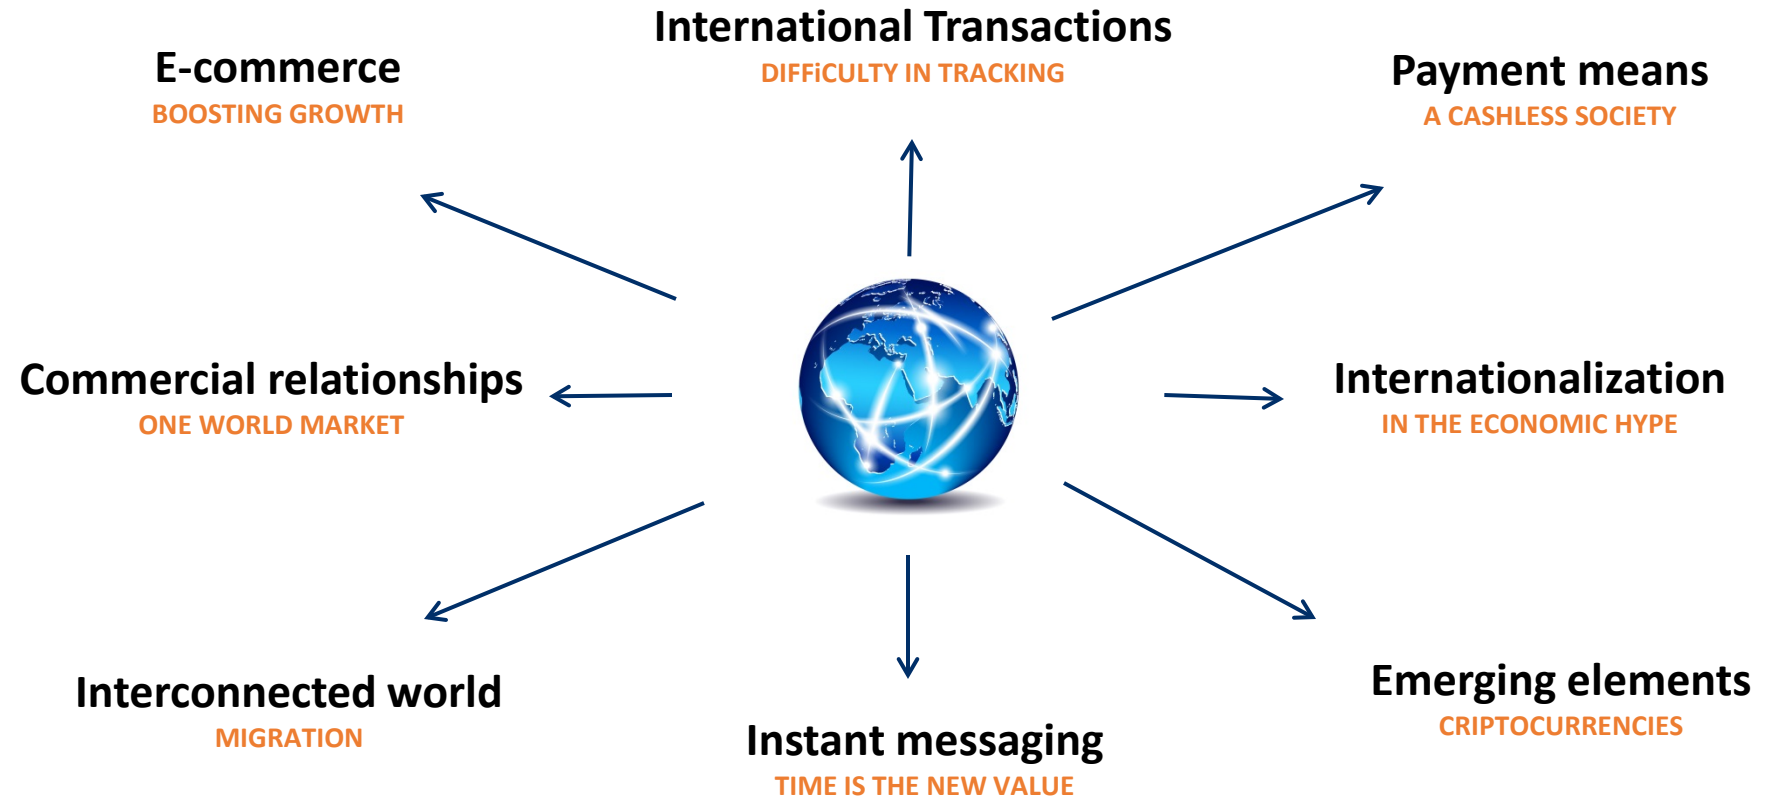 International Transactions
DIFFiCULTY IN TRACKING
E-commerce
BOOSTING GROWTH
Payment means
A CASHLESS SOCIETY
Commercial relationships
ONE WORLD MARKET
Internationalization
IN THE ECONOMIC HYPE
Interconnected world
MIGRATION
Emerging elements
CRIPTOCURRENCIES
Instant messaging
TIME IS THE NEW VALUE